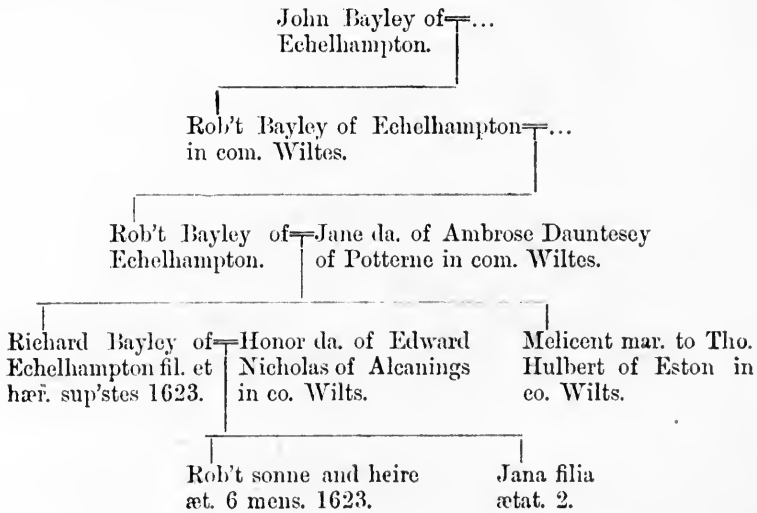 John Bayley of=...
Echelhampton.
Rob't Bayley of Echelhampton=...
in com. Wiltes.
Rob't Bayley of=Jane da. of Ambrose Dauntesey
Echelhampton. of Potterne in com. Wiltes.
Richard Bayley of=Honor da. of Edward
Echelhampton fil. et Nicholas of Alcanings
hær̃. sup'stes 1623. in co. Wilts.
Melicent mar. to Tho.
Hulbert of Eston in
co. Wilts.
Rob't sonne and heire
æt. 6 mens. 1623.
Jana filia
ætat. 2.